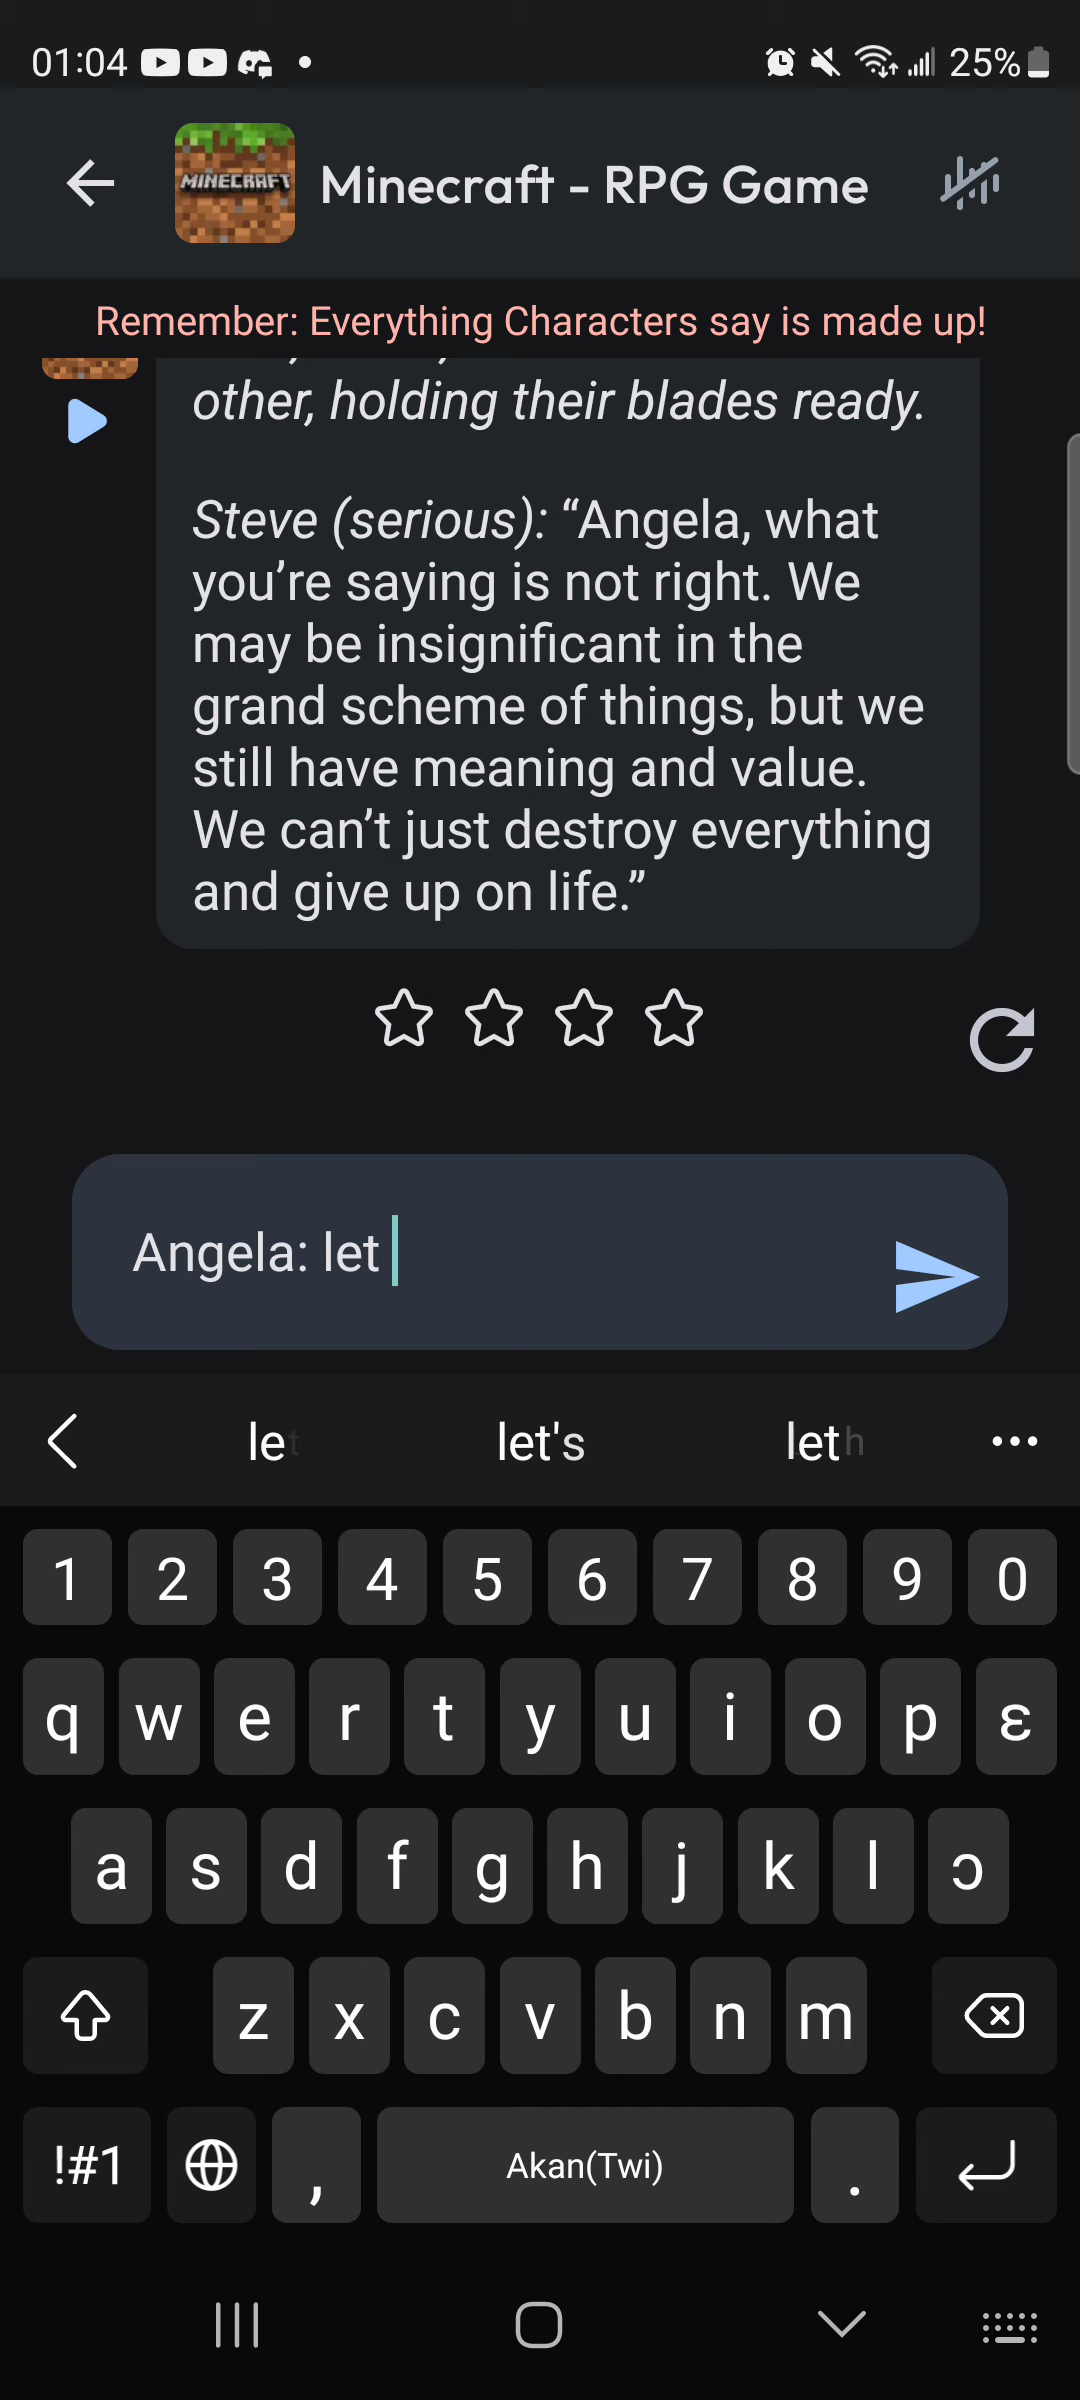 01:04
25%
MINECRAFT
Minecraft - RPG Game
Remember: Everything Characters say is made up!
other, holding their blades ready.
Steve (serious): “Angela, what
you’re saying is not right. We
may be insignificant in the
grand scheme of things, but we
still have meaning and value.
We can’t just destroy everything
and give up on life.”
Angela: let
let let's leth
1 2 3 4 5 6 7 8 9 0
q w e r t y u i o p ɛ
a s d f g h j k l ɔ
z x c v b n m
!#1 , Akan(Twi) .